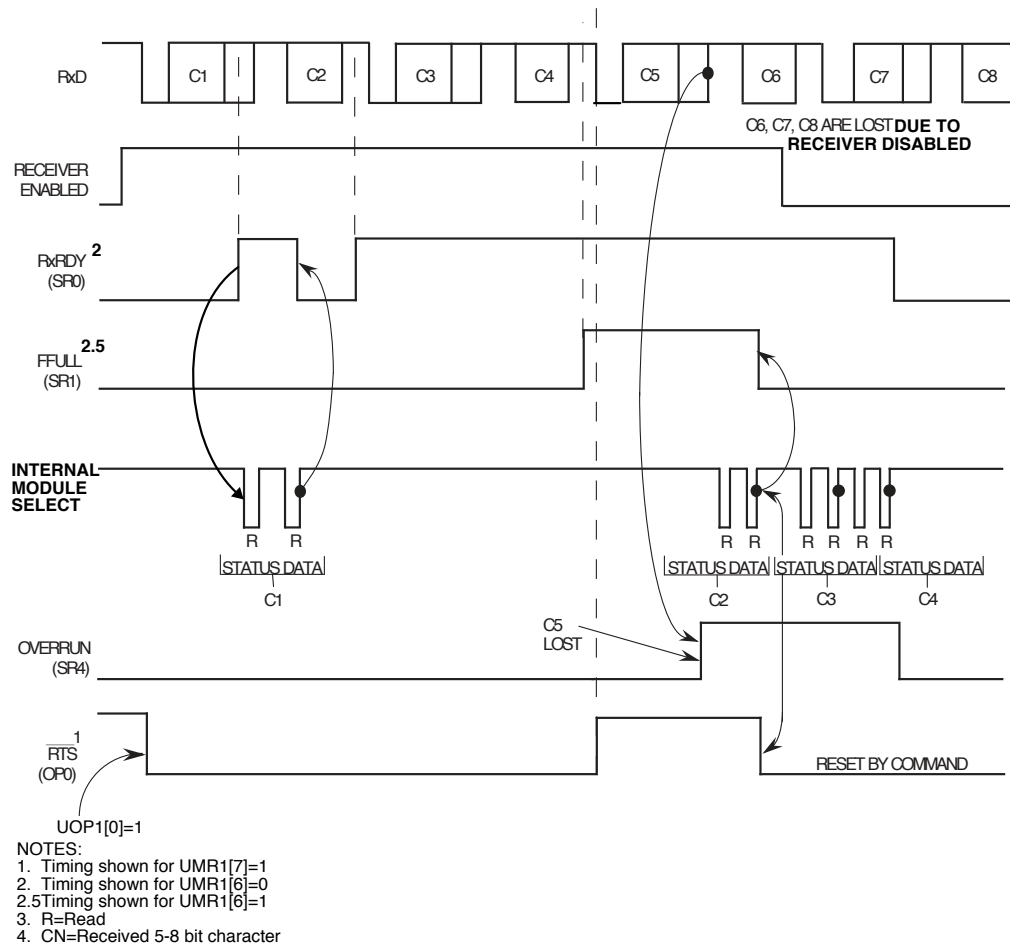 RxD
C1 C2 C3 C4 C5 C6 C7 C8
C6, C7, C8 ARE LOST DUE TO
RECEIVER DISABLED
RECEIVER
ENABLED
RxRDY 2
(SR0)
FFULL 2.5
(SR1)
INTERNAL
MODULE
SELECT
R R R R R R R R
STATUS DATA STATUS DATA STATUS DATA STATUS DATA
C1 C2 C3 C4
C5
LOST
OVERRUN
(SR4)
RTS 1
(OP0)
RESET BY COMMAND
UOP1[0]=1
NOTES:
1. Timing shown for UMR1[7]=1
2. Timing shown for UMR1[6]=0
2.5Timing shown for UMR1[6]=1
3. R=Read
4. CN=Received 5-8 bit character